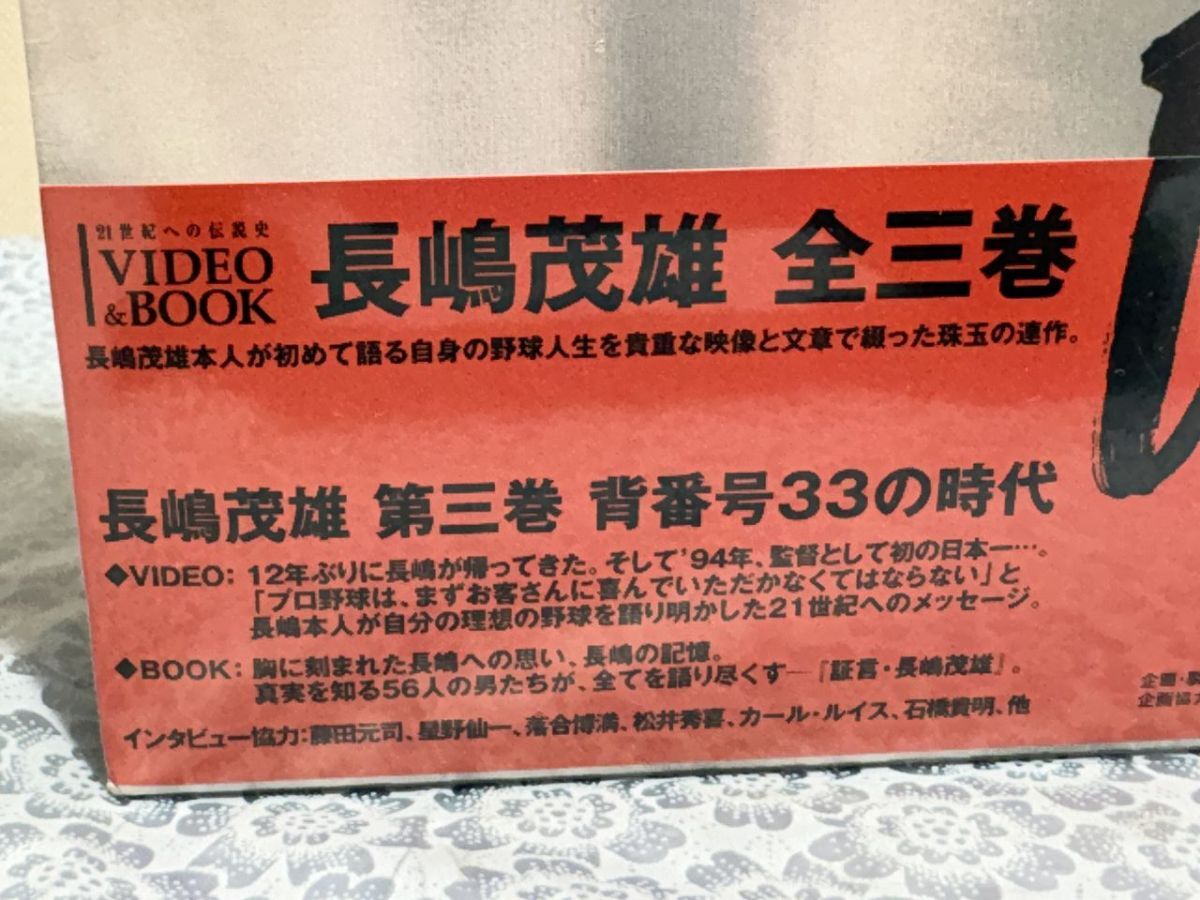 21世紀への伝説史
VIDEO
&BOOK
長嶋茂雄 全三巻
長嶋茂雄本人が初めて語る自身の野球人生を貴重な映像と文章で綴った珠玉の連作。
長嶋茂雄 第三巻 背番号33の時代
◆VIDEO: 12年ぶりに長嶋が帰ってきた。そして'94年、監督として初の日本一…。
「プロ野球は、まずお客さんに喜んでいただかなくてはならない」と
長嶋本人が自分の理想の野球を語り明かした21世紀へのメッセージ。
◆BOOK: 胸に刻まれた長嶋への思い、長嶋の記憶。
真実を知る56人の男たちが、全てを語り尽くす―『証言・長嶋茂雄』。
インタビュー協力:藤田元司、星野仙一、落合博満、松井秀喜、カール・ルイス、石橋貴明、他
企画・
企画協力